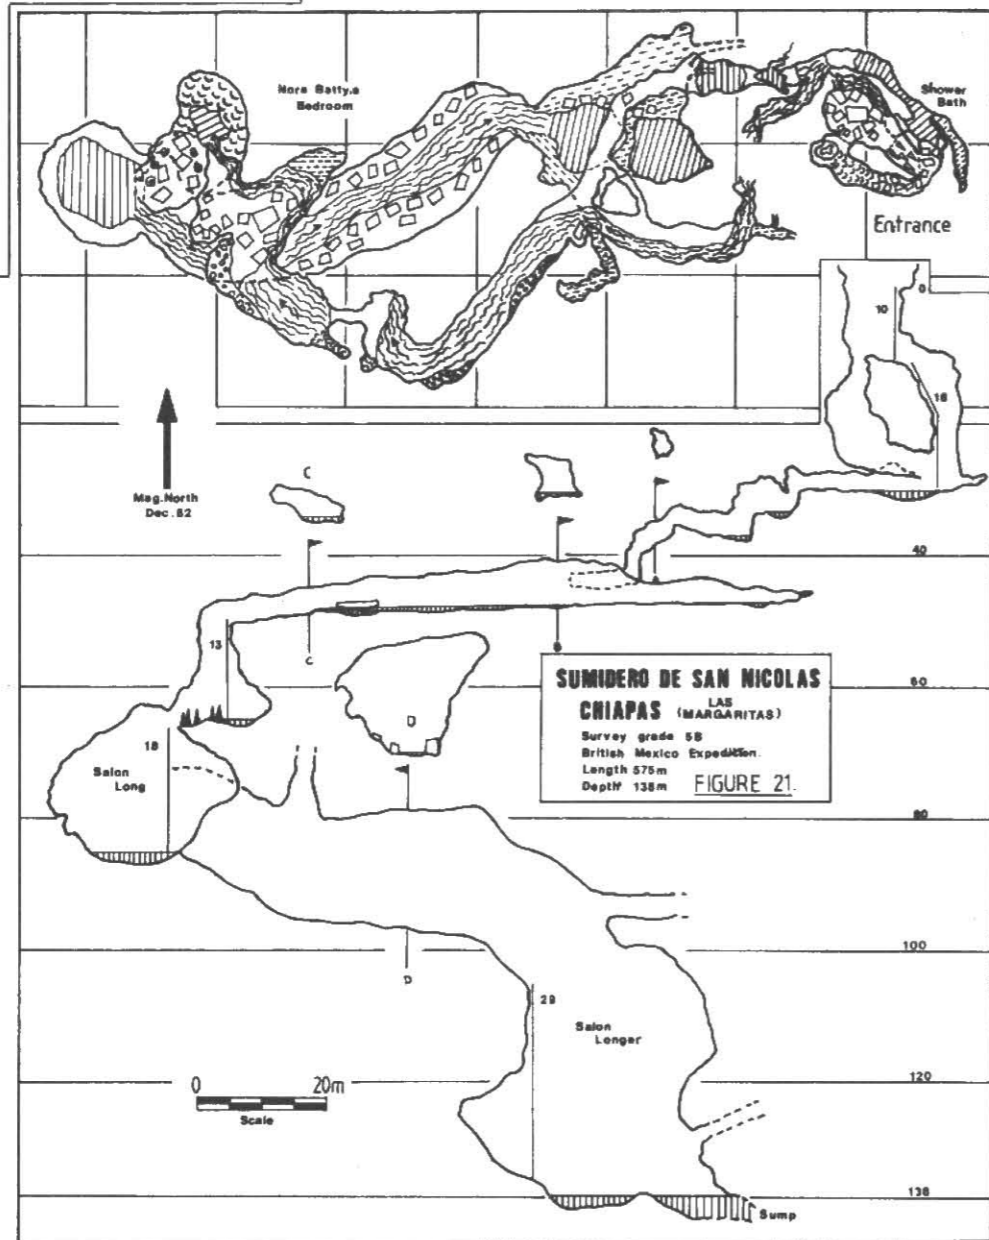 Nora Batty,s
Bedroom
Shower
Bath
Entrance
0
10
16
Mag.North
Dec.82
C
40
13
C
B
60
SUMIDERO DE SAN NICOLAS
CHIAPAS (LAS MARGARITAS)
Survey grade 5B
British Mexico Expedition.
Length 575m
Depth 138m FIGURE 21.
D
18
Salon
Long
80
100
D
29
Salon
Longer
0 20m
Scale
120
138
Sump